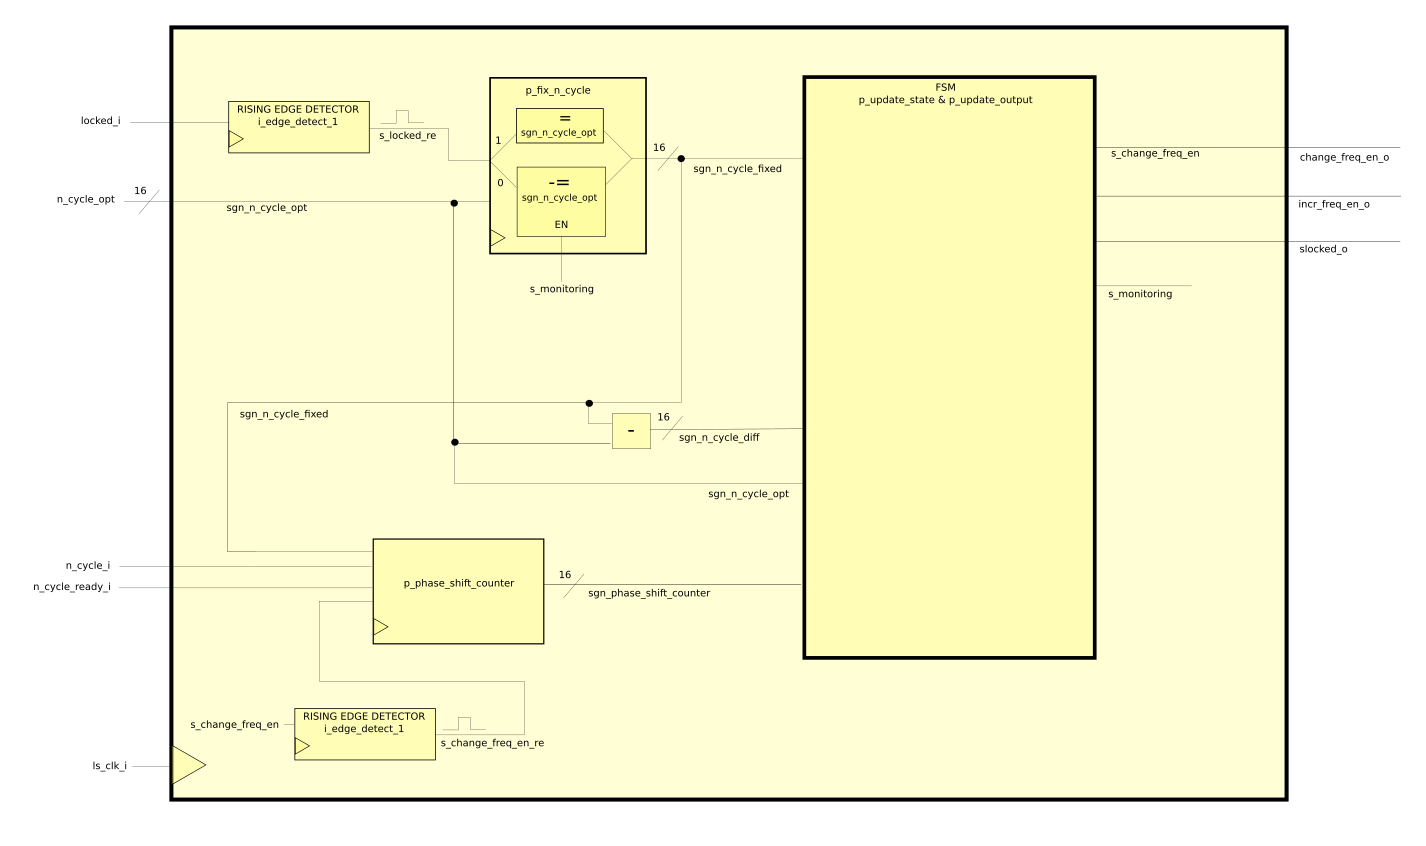 FSM
p_update_state & p_update_output
p_fix_n_cycle
RISING EDGE DETECTOR
i_edge_detect_1
locked_i
s_locked_re
=
sgn_n_cycle_opt
1
0
-=
sgn_n_cycle_opt
EN
s_monitoring
16
sgn_n_cycle_fixed
n_cycle_opt
16
sgn_n_cycle_opt
s_change_freq_en
change_freq_en_o
incr_freq_en_o
slocked_o
s_monitoring
sgn_n_cycle_fixed
-
16
sgn_n_cycle_diff
sgn_n_cycle_opt
n_cycle_i
n_cycle_ready_i
p_phase_shift_counter
16
sgn_phase_shift_counter
s_change_freq_en
RISING EDGE DETECTOR
i_edge_detect_1
s_change_freq_en_re
ls_clk_i